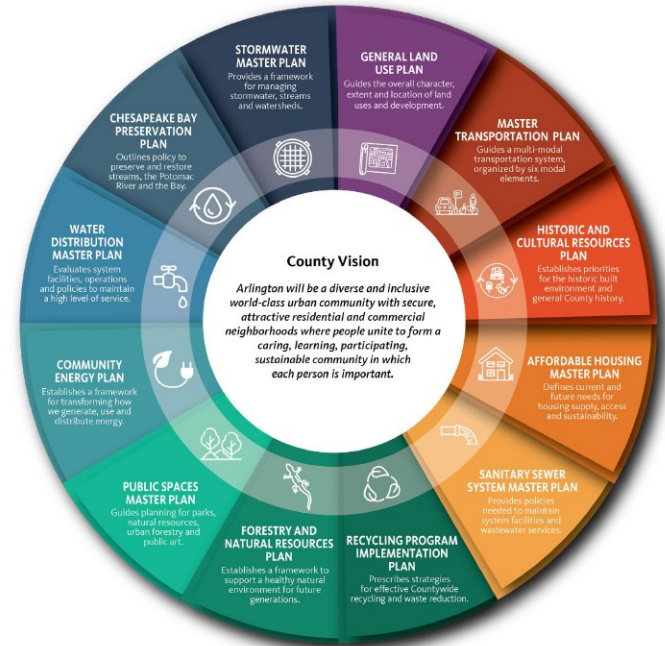 STORMWATER
MASTER PLAN
Provides a framework
for managing
stormwater, streams
and watersheds.
GENERAL LAND
USE PLAN
Guides the overall character,
extent and location of land
uses and development.
MASTER
TRANSPORTATION PLAN
Guides a multi-modal
transportation system,
organized by six modal
elements.
HISTORIC AND
CULTURAL RESOURCES
PLAN
Establishes priorities
for the historic built
environment and
general County history.
AFFORDABLE HOUSING
MASTER PLAN
Defines current and
future needs for
housing supply, access
and sustainability.
SANITARY SEWER
SYSTEM MASTER PLAN
Provides policies
needed to maintain
system facilities and
wastewater services.
RECYCLING PROGRAM
IMPLEMENTATION
PLAN
Prescribes strategies
for effective Countywide
recycling and waste reduction.
FORESTRY AND
NATURAL RESOURCES
PLAN
Establishes a framework to
support a healthy natural
environment for future
generations.
PUBLIC SPACES
MASTER PLAN
Guides planning for parks,
natural resources,
urban forestry and
public art.
COMMUNITY
ENERGY PLAN
Establishes a framework
for transforming how
we generate, use and
distribute energy.
WATER
DISTRIBUTION
MASTER PLAN
Evaluates system
facilities, operations
and policies to maintain
a high level of service.
CHESAPEAKE BAY
PRESERVATION
PLAN
Outlines policy to
preserve and restore
streams, the Potomac
River and the Bay.
County Vision
Arlington will be a diverse and inclusive
world-class urban community with secure,
attractive residential and commercial
neighborhoods where people unite to form a
caring, learning, participating,
sustainable community in which
each person is important.